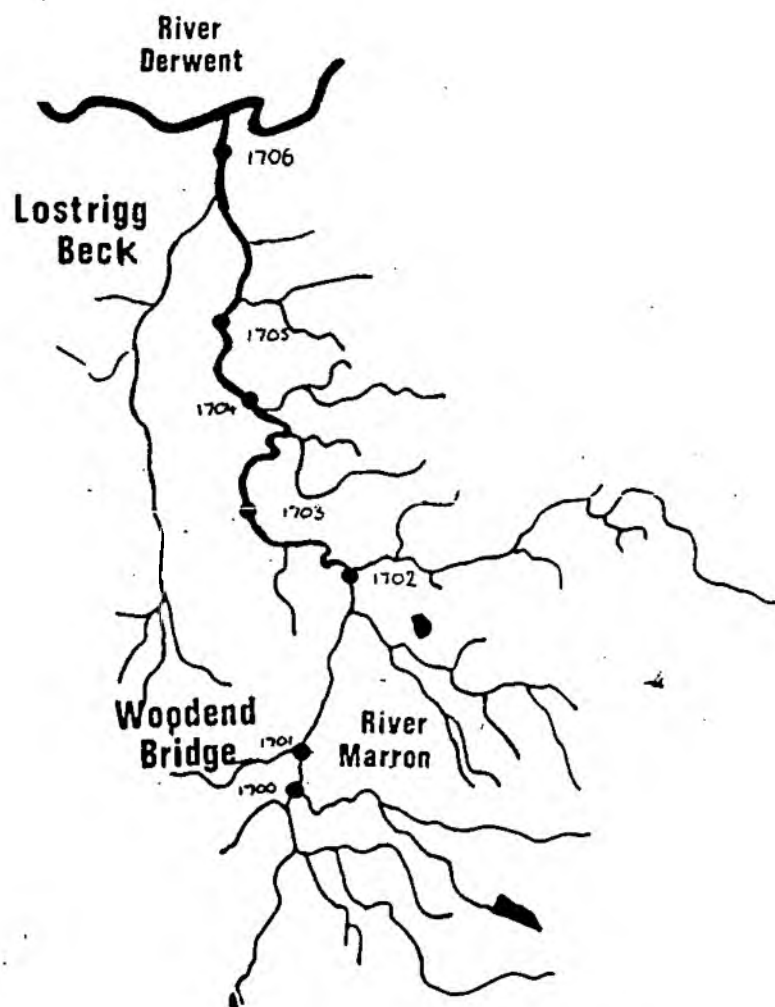 River
Derwent
1706
Lostrigg
Beck
1705
1704
1703
1702
Woodend
Bridge
River
Marron
1701
1700